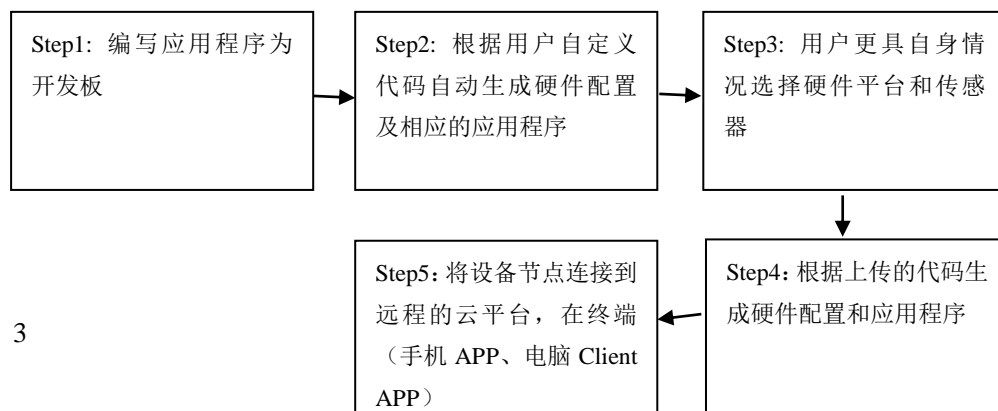 Step1: 编写应用程序为
开发板
Step2: 根据用户自定义
代码自动生成硬件配置
及相应的应用程序
Step3: 用户更具自身情
况选择硬件平台和传感
器
Step4：根据上传的代码生
成硬件配置和应用程序
Step5：将设备节点连接到
远程的云平台，在终端
（手机 APP、电脑 Client
APP）
3